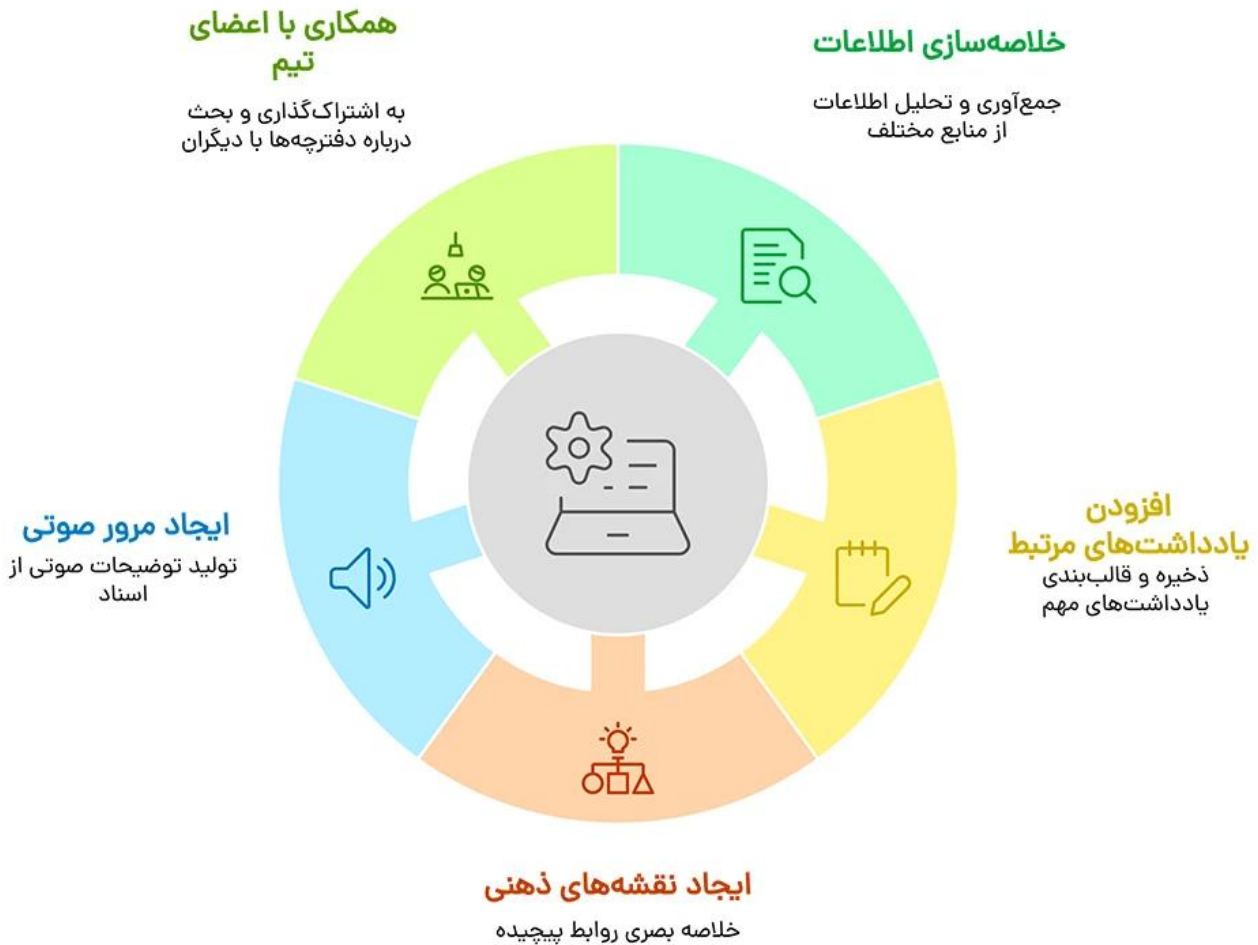 خلاصه‌سازی اطلاعات
جمع‌آوری و تحلیل اطلاعات
از منابع مختلف
افزودن
یادداشت‌های مرتبط
ذخیره و قالب‌بندی
یادداشت‌های مهم
ایجاد نقشه‌های ذهنی
خلاصه بصری روابط پیچیده
ایجاد مرور صوتی
تولید توضیحات صوتی از
اسناد
همکاری با اعضای
تیم
به اشتراک‌گذاری و بحث
درباره دفترچه‌ها با دیگران